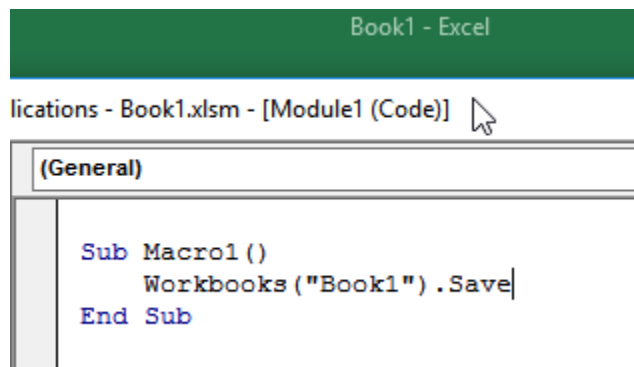 Book1 - Excel
lications - Book1.xlsm - [Module1 (Code)]
(General)
Sub Macro1()
Workbooks("Book1").Save
End Sub